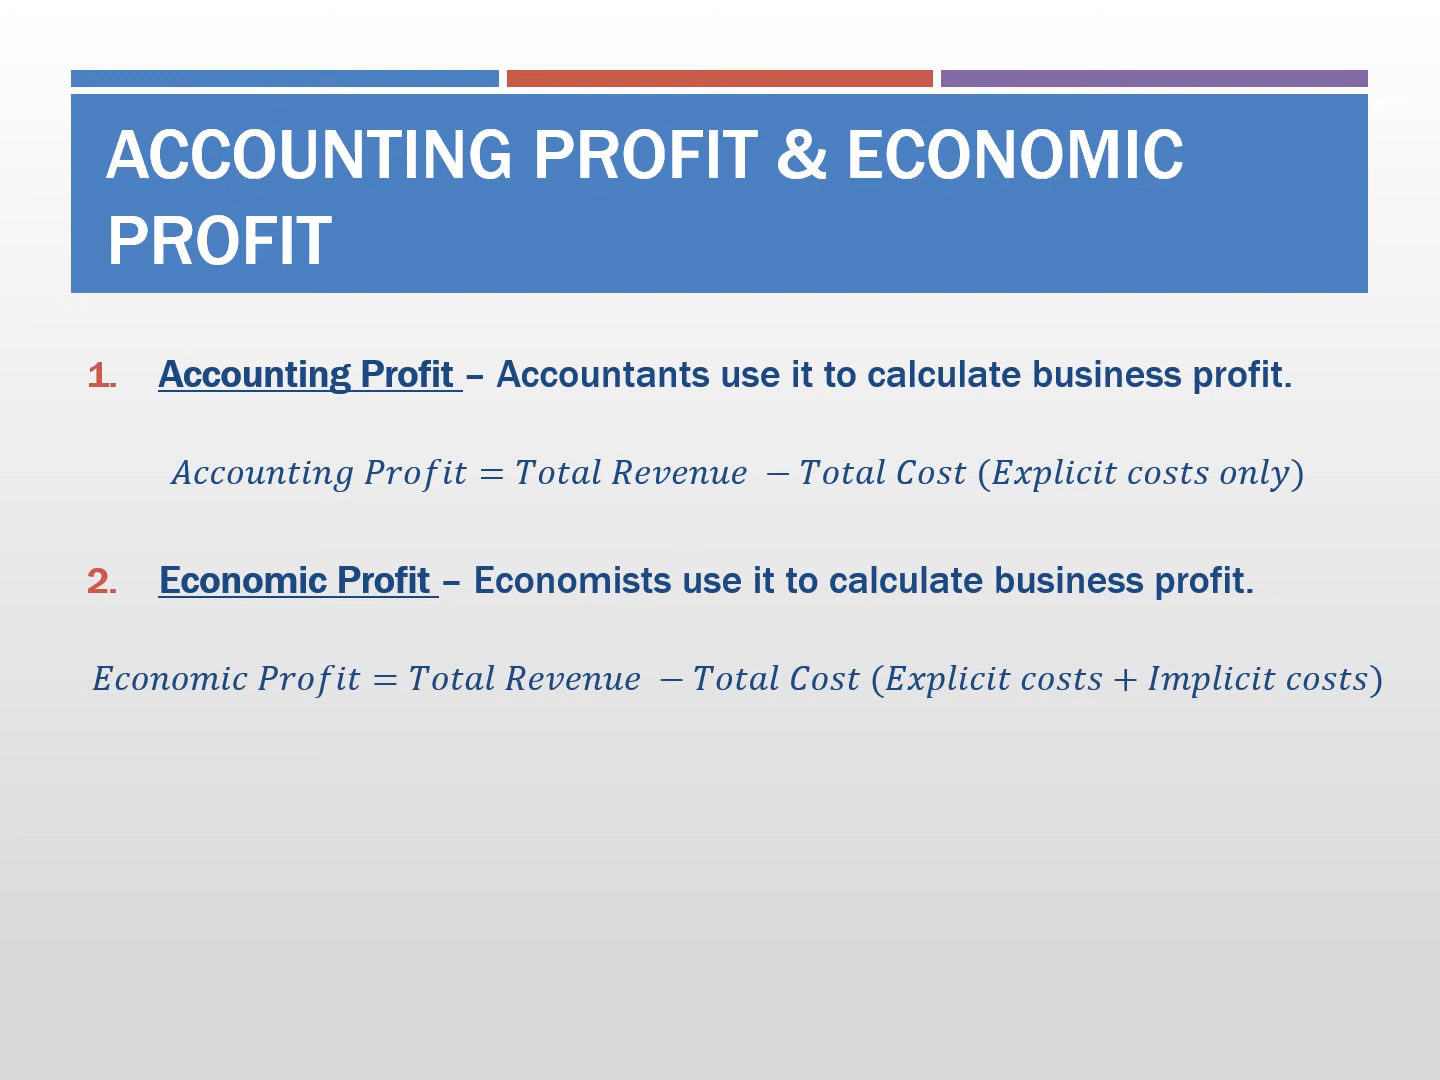 ACCOUNTING PROFIT & ECONOMIC
PROFIT
1. Accounting Profit – Accountants use it to calculate business profit.
Accounting Profit = Total Revenue − Total Cost (Explicit costs only)
2. Economic Profit – Economists use it to calculate business profit.
Economic Profit = Total Revenue − Total Cost (Explicit costs + Implicit costs)